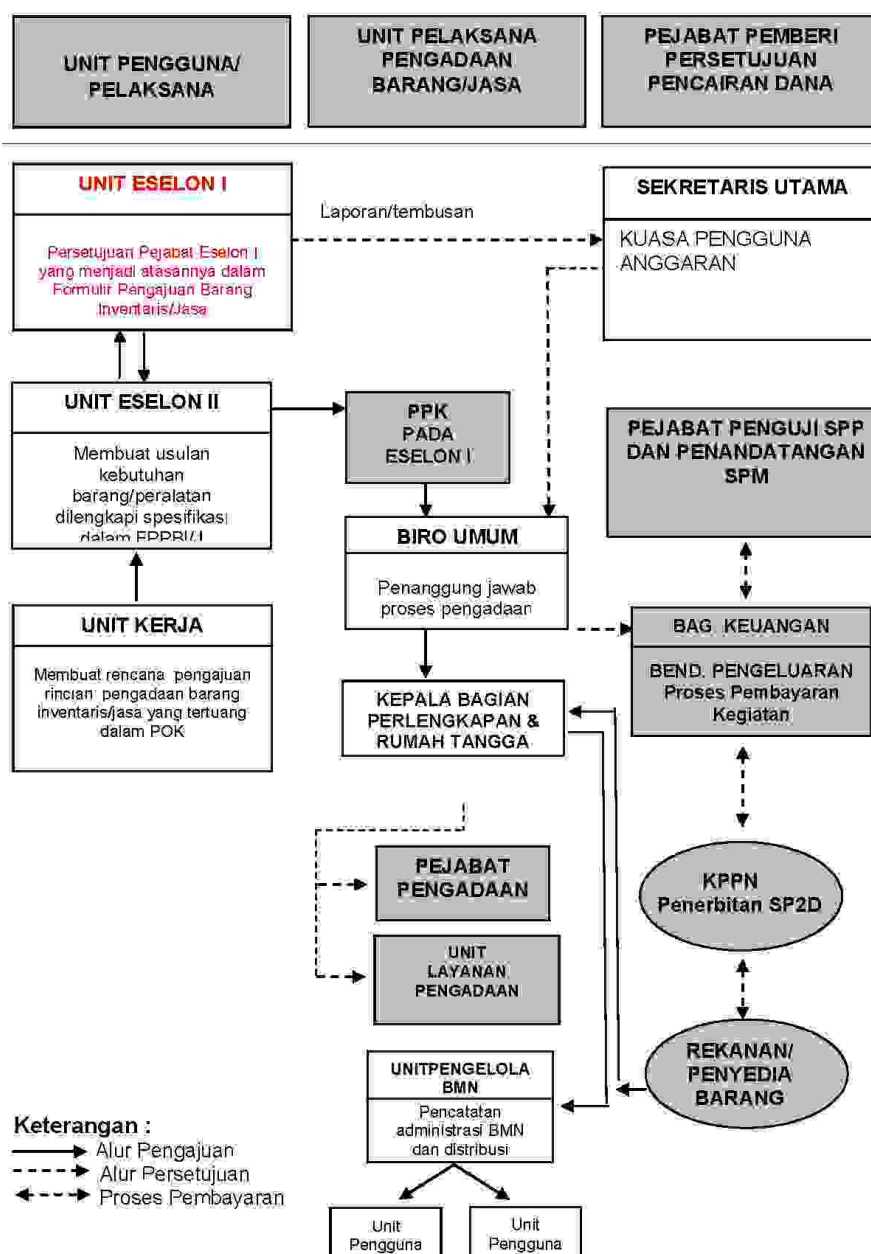 UNIT PENGGUNA/
PELAKSANA
UNIT PELAKSANA
PENGADAAN
BARANG/JASA
PEJABAT PEMBERI
PERSETUJUAN
PENCAIRAN DANA
UNIT ESELON I
Persetujuan Pejabat Eselon I
yang menjadi atasannya dalam
Formulir Pengajuan Barang
Inventaris/Jasa
Laporan/tembusan
SEKRETARIS UTAMA
KUASA PENGGUNA
ANGGARAN
UNIT ESELON II
Membuat usulan
kebutuhan
barang/peralatan
dilengkapi spesifikasi
dalam
PPK
PADA
ESELON I
PEJABAT PENGUJI SPP
DAN PENANDATANGAN
SPM
BIRO UMUM
Penanggung jawab
proses pengadaan
UNIT KERJA
Membuat rencana pengajuan
rincian pengadaan barang
inventaris/jasa yang tertuang
dalam POK
BAG. KEUANGAN
BEND. PENGELUARAN
Proses Pembayaran
Kegiatan
KEPALA BAGIAN
PERLENGKAPAN &
RUMAH TANGGA
PEJABAT
PENGADAAN
KPPN
Penerbitan SP2D
UNIT
LAYANAN
PENGADAAN
REKANAN/
PENYEDIA
BARANG
UNITPENGELOLA
BMN
Pencatatan
administrasi BMN
dan distribusi
Keterangan :
Alur Pengajuan
Alur Persetujuan
Proses Pembayaran
Unit
Pengguna
Unit
Pengguna